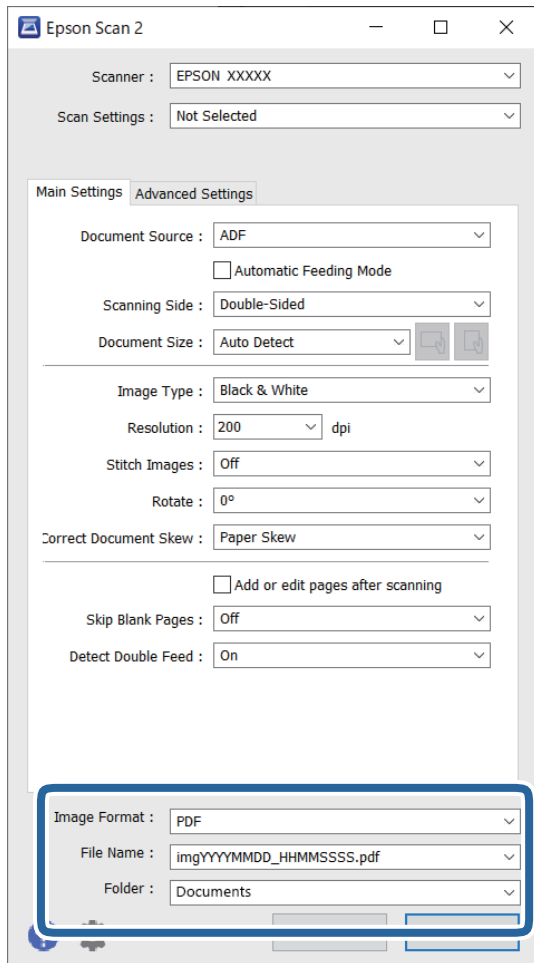 Epson Scan 2
Scanner : EPSON XXXXX
Scan Settings : Not Selected
Main Settings Advanced Settings
Document Source : ADF
Automatic Feeding Mode
Scanning Side : Double-Sided
Document Size : Auto Detect
Image Type : Black & White
Resolution : 200 dpi
Stitch Images : Off
Rotate : 0°
Correct Document Skew : Paper Skew
Add or edit pages after scanning
Skip Blank Pages : Off
Detect Double Feed : On
Image Format : PDF
File Name : imgYYYYMMDD_HHMMSSSS.pdf
Folder : Documents